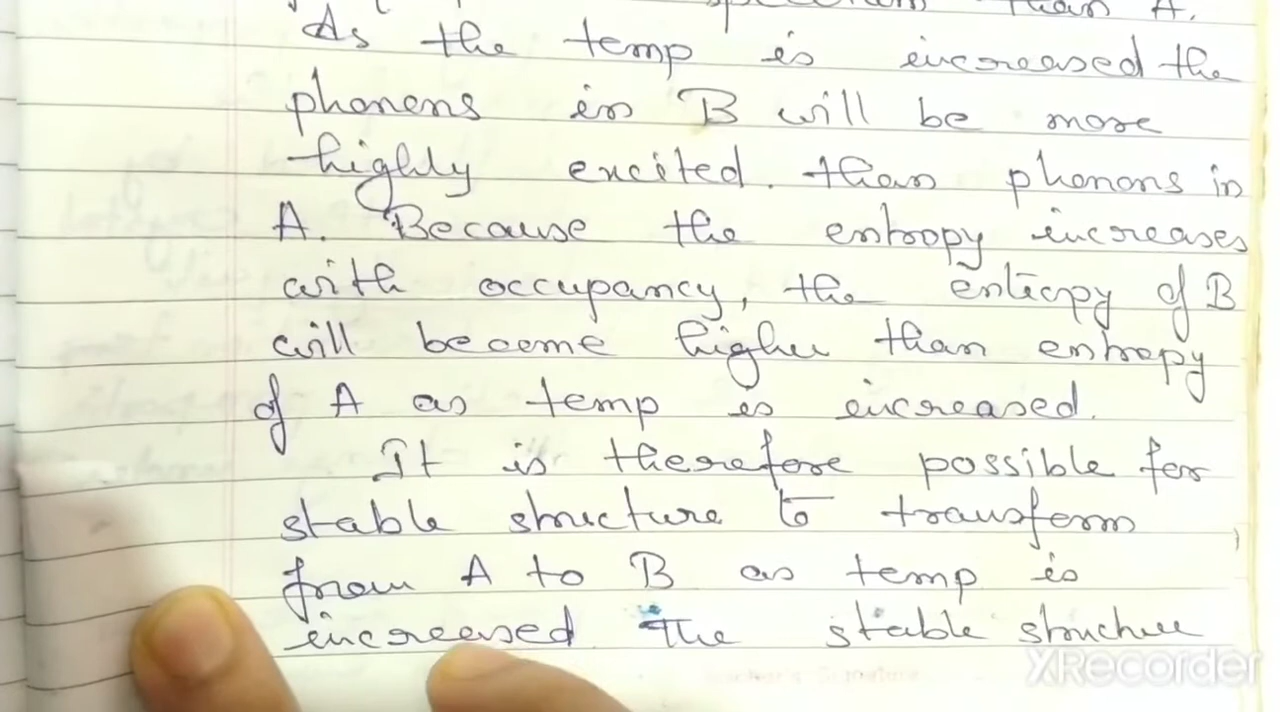 than A.
As the temp is increased the
phonons in B will be more
highly excited. than phonons in
A. Because the entropy increases
with occupancy, the entropy of B
will become higher than entropy
of A as temp is increased.
It is therefore possible for
stable structure to transform
from A to B as temp is
increased The stable structure
XRecorder